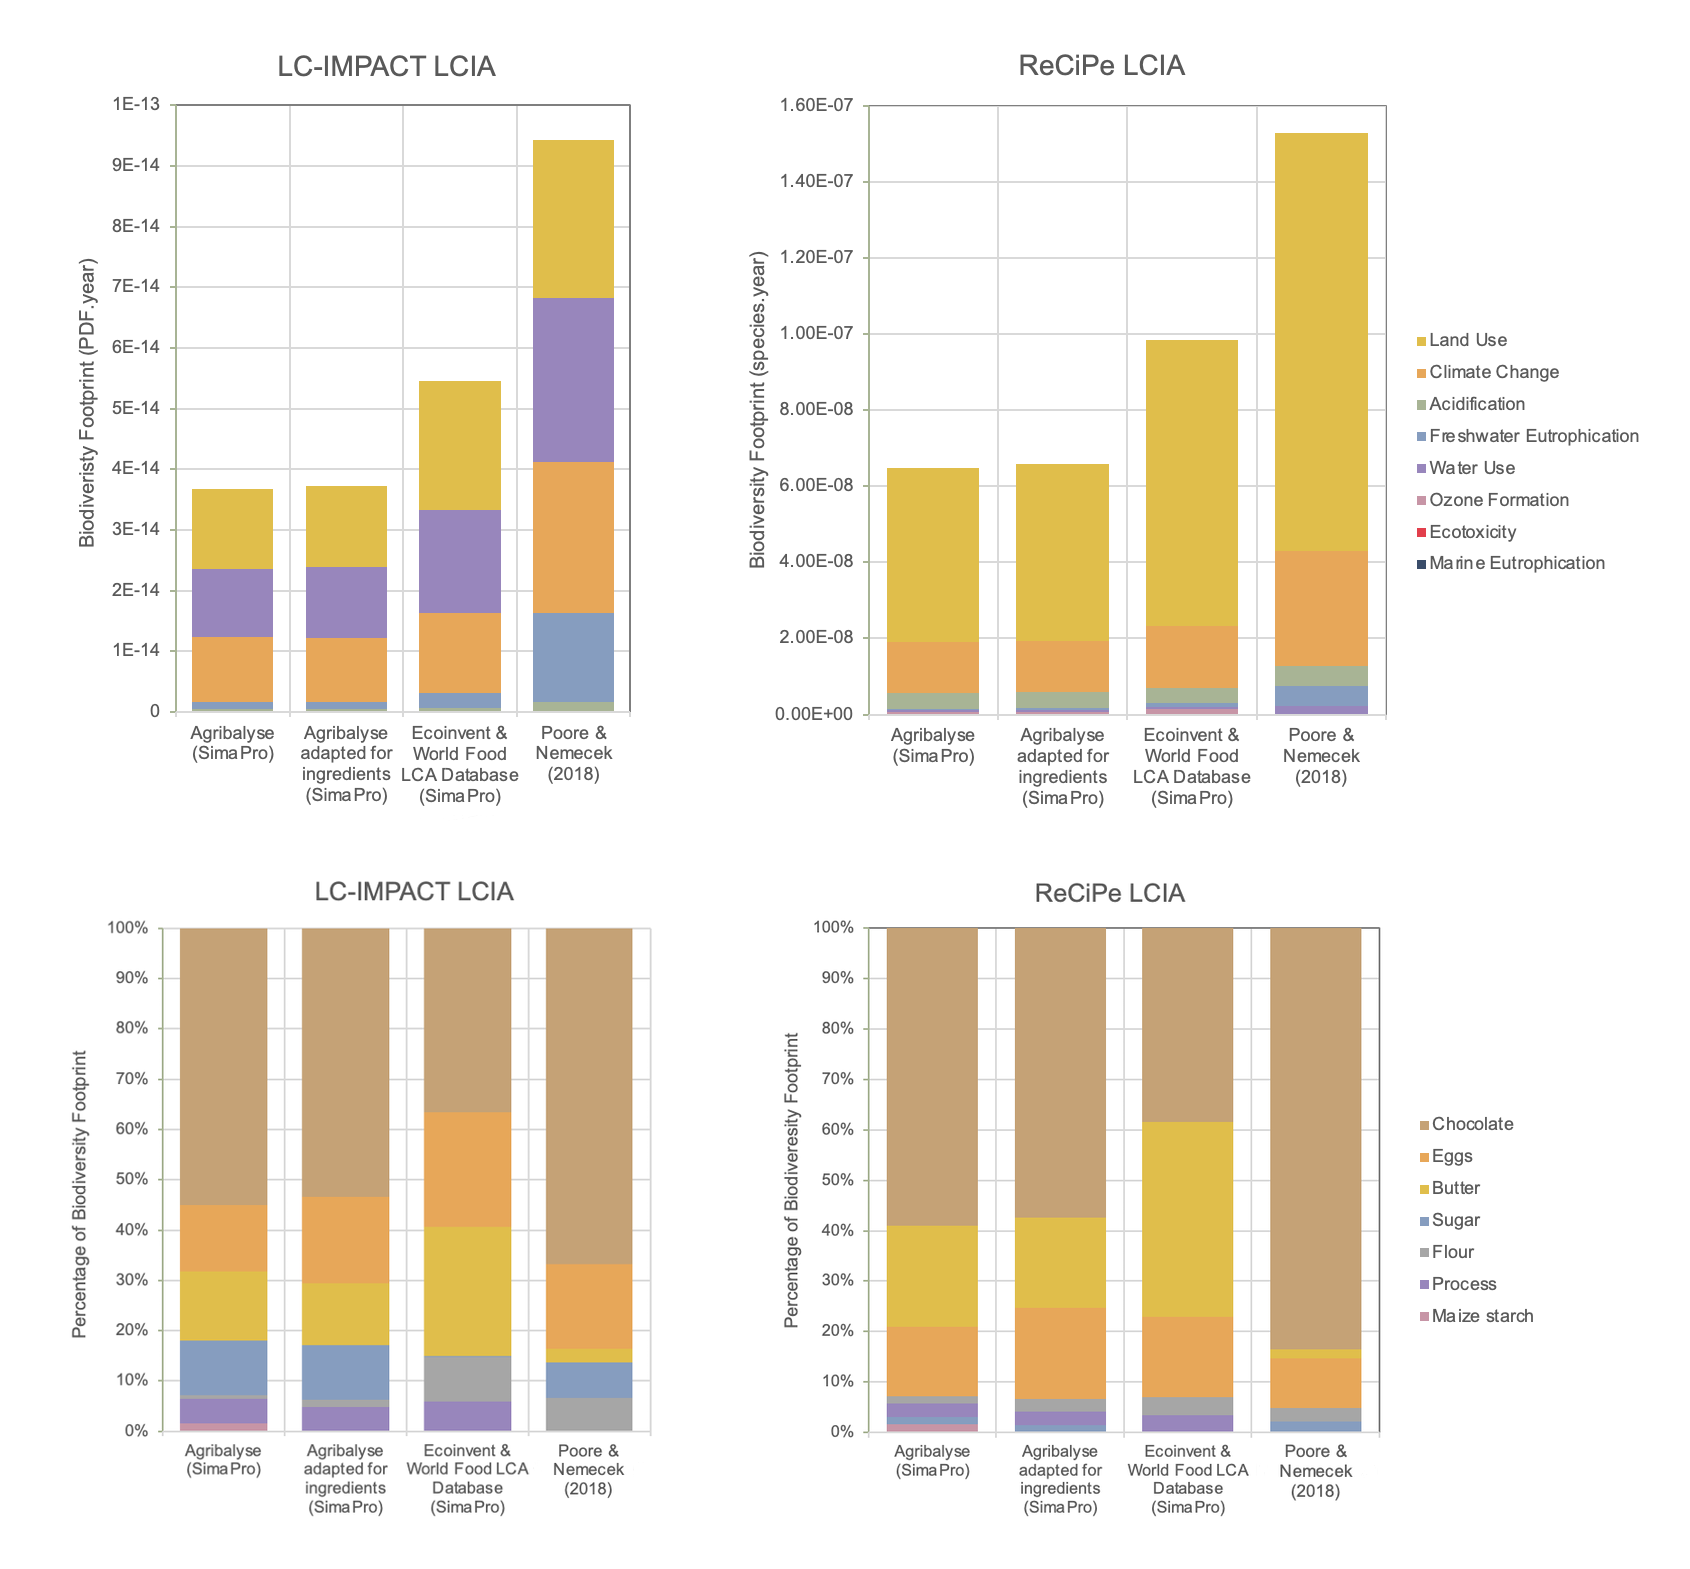 LC-IMPACT LCIA
Biodiveristy Footprint (PDF.year)
1E-13
9E-14
8E-14
7E-14
6E-14
5E-14
4E-14
3E-14
2E-14
1E-14
0
Agribalyse
(SimaPro)
Agribalyse
adapted for
ingredients
(SimaPro)
Ecoinvent &
World Food
LCA Database
(SimaPro)
Poore &
Nemecek
(2018)
ReCiPe LCIA
Biodiversity Footprint (species.year)
1.60E-07
1.40E-07
1.20E-07
1.00E-07
8.00E-08
6.00E-08
4.00E-08
2.00E-08
0.00E+00
Agribalyse
(SimaPro)
Agribalyse
adapted for
ingredients
(SimaPro)
Ecoinvent &
World Food
LCA Database
(SimaPro)
Poore &
Nemecek
(2018)
Land Use
Climate Change
Acidification
Freshwater Eutrophication
Water Use
Ozone Formation
Ecotoxicity
Marine Eutrophication
LC-IMPACT LCIA
Percentage of Biodiversity Footprint
100%
90%
80%
70%
60%
50%
40%
30%
20%
10%
0%
Agribalyse
(SimaPro)
Agribalyse
adapted for
ingredients
(SimaPro)
Ecoinvent &
World Food LCA
Database
(SimaPro)
Poore &
Nemecek
(2018)
ReCiPe LCIA
Percentage of Biodiveresity Footprint
100%
90%
80%
70%
60%
50%
40%
30%
20%
10%
0%
Agribalyse
(SimaPro)
Agribalyse
adapted for
ingredients
(SimaPro)
Ecoinvent &
World Food LCA
Database
(SimaPro)
Poore &
Nemecek
(2018)
Chocolate
Eggs
Butter
Sugar
Flour
Process
Maize starch